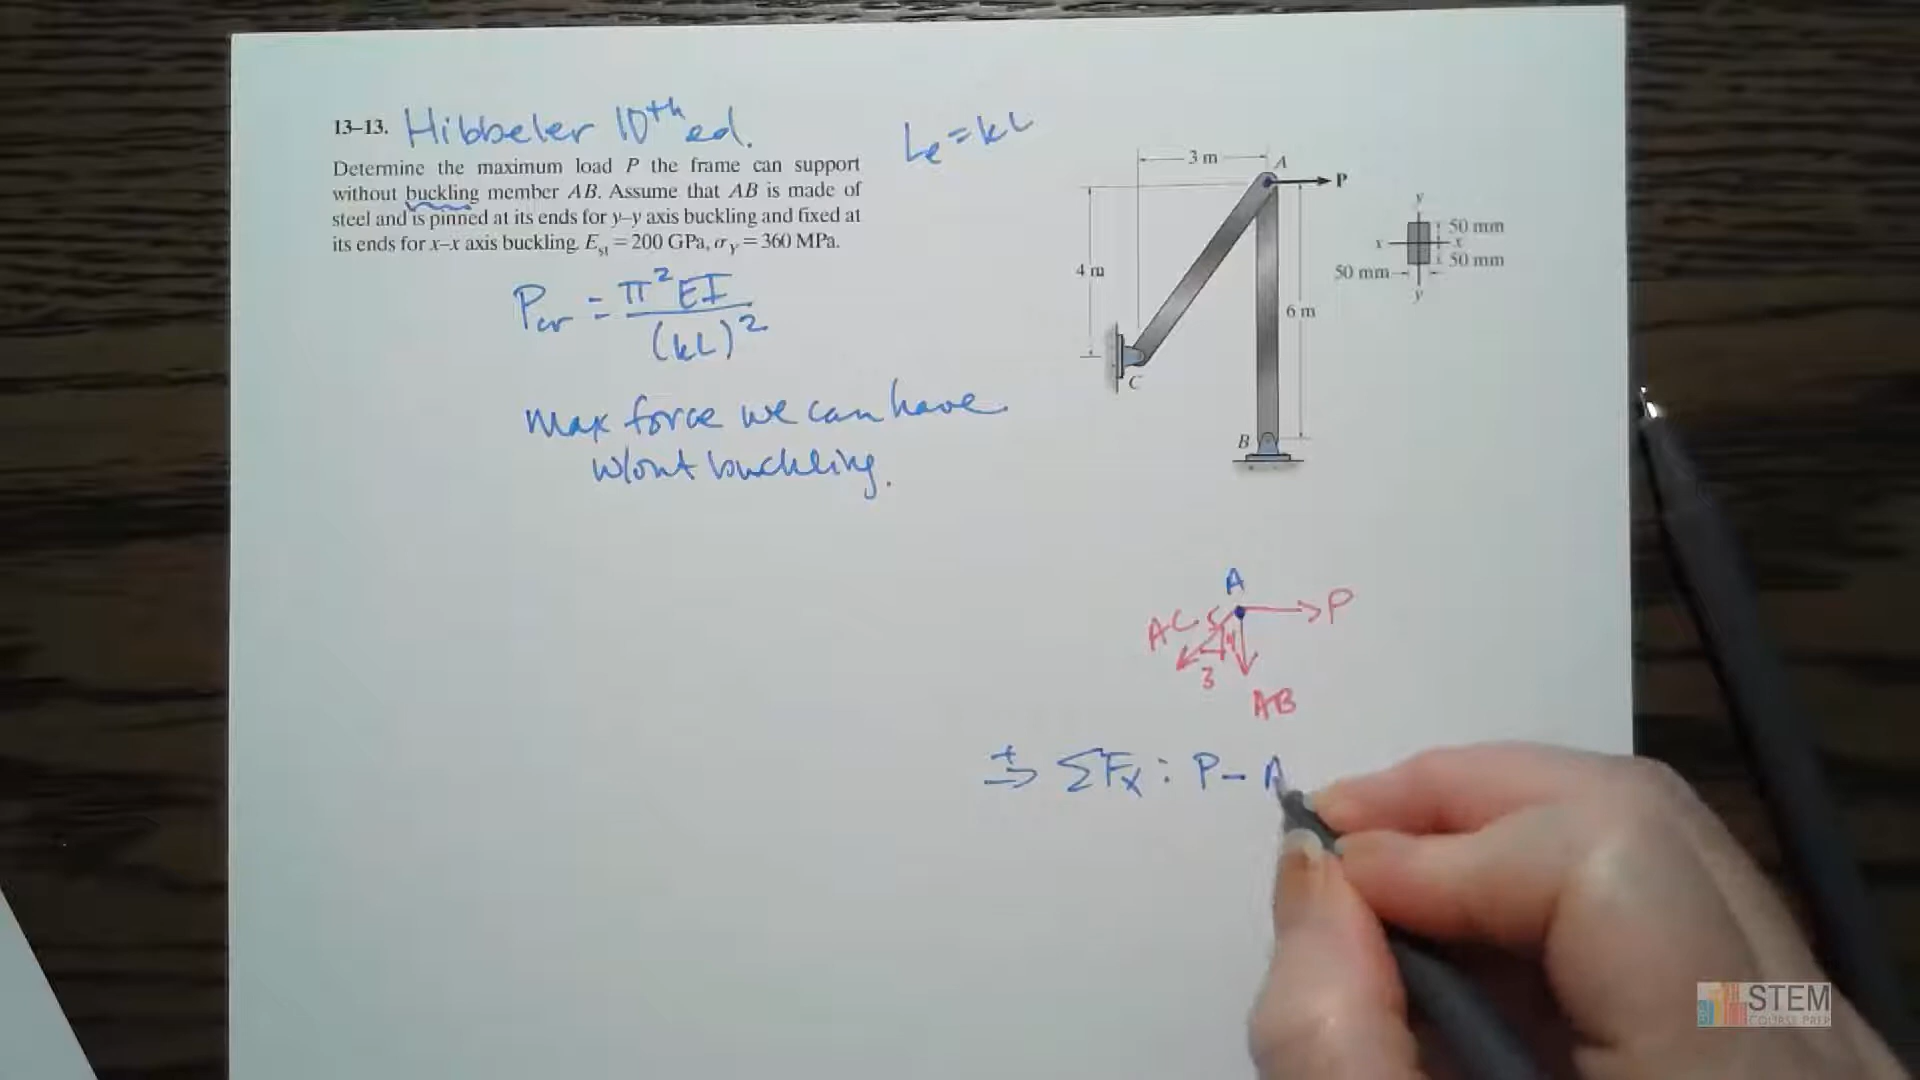 13–13. Hibbeler 10th ed.
Determine the maximum load P the frame can support
without buckling member AB. Assume that AB is made of
steel and is pinned at its ends for y–y axis buckling and fixed at
its ends for x–x axis buckling. Est = 200 GPa, σY = 360 MPa.
Le = kL
Pcr = π²EI
(kL)²
Max force we can have
w/out buckling.
3 m
A
P
4 m
6 m
C
B
y
50 mm
x
x
50 mm
50 mm
y
A
P
AC
5
4
3
AB
→+ ΣFx : P – A
STEM
COURSE PREP